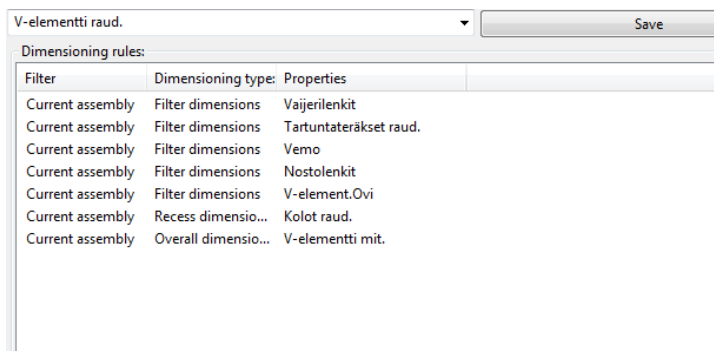 V-elementti raud. Save
Dimensioning rules:
Filter Dimensioning type: Properties
Current assembly Filter dimensions Vaijerilenkit
Current assembly Filter dimensions Tartuntateräkset raud.
Current assembly Filter dimensions Vemo
Current assembly Filter dimensions Nostolenkit
Current assembly Filter dimensions V-element.Ovi
Current assembly Recess dimensio... Kolot raud.
Current assembly Overall dimensio... V-elementti mit.